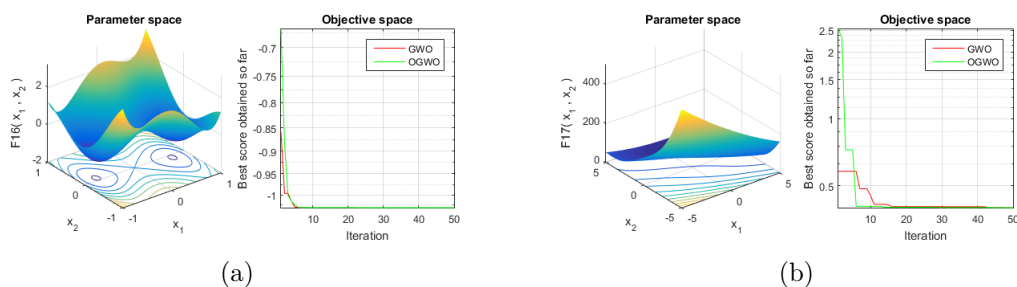 Parameter space
F16( x1 , x2 )
2
0
-2
1
0
-1
-1
0
1
x2
x1
Objective space
Best score obtained so far
-0.7
-0.75
-0.8
-0.85
-0.9
-0.95
-1
10
20
30
40
50
Iteration
GWO
OGWO
(a)
Parameter space
F17( x1 , x2 )
400
200
0
5
0
-5
-5
0
5
x2
x1
Objective space
Best score obtained so far
2.5
2
1.5
1
0.5
10
20
30
40
50
Iteration
GWO
OGWO
(b)